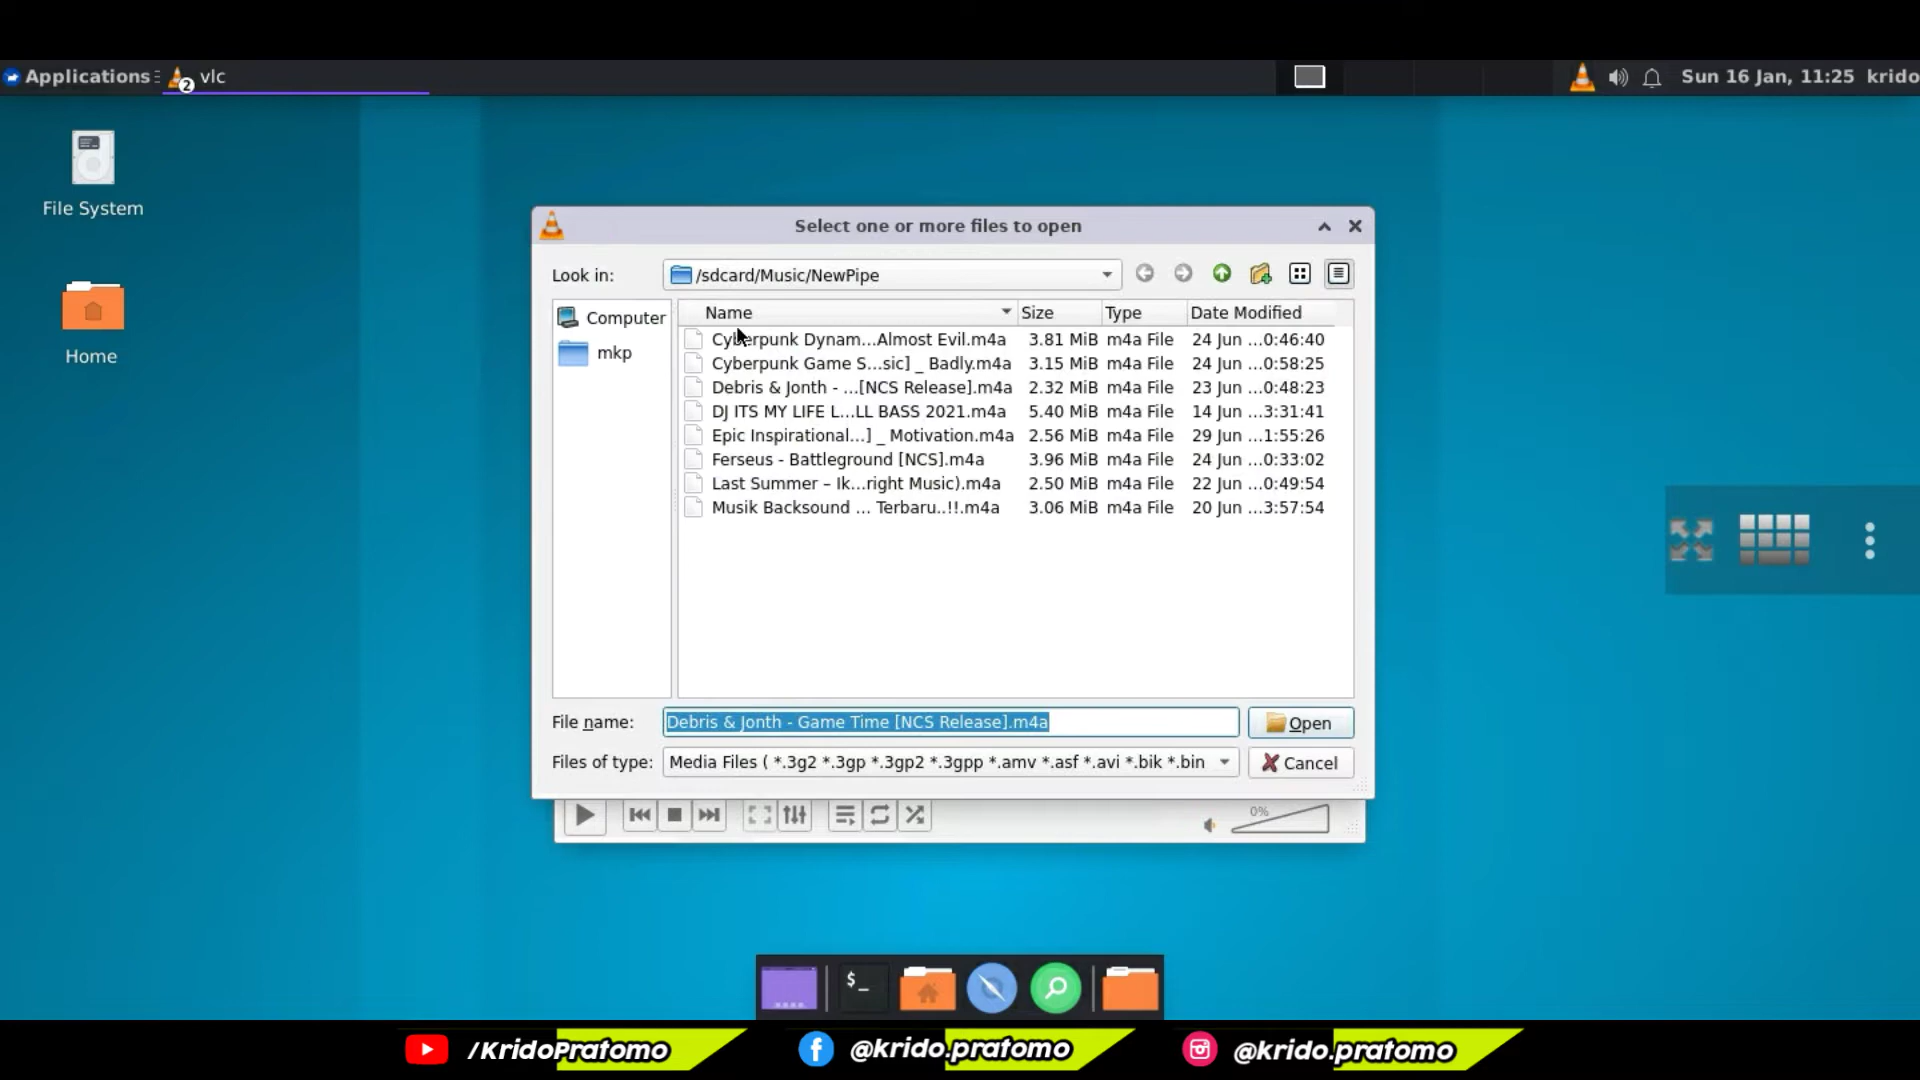 Applications
2 vlc
Sun 16 Jan, 11:25 krido
File System
Home
Select one or more files to open
Look in: /sdcard/Music/NewPipe
Computer
mkp
Name Size Type Date Modified
Cyberpunk Dynam...Almost Evil.m4a 3.81 MiB m4a File 24 Jun ...0:46:40
Cyberpunk Game S...sic] _ Badly.m4a 3.15 MiB m4a File 24 Jun ...0:58:25
Debris & Jonth - ...[NCS Release].m4a 2.32 MiB m4a File 23 Jun ...0:48:23
DJ ITS MY LIFE L...LL BASS 2021.m4a 5.40 MiB m4a File 14 Jun ...3:31:41
Epic Inspirational...] _ Motivation.m4a 2.56 MiB m4a File 29 Jun ...1:55:26
Ferseus - Battleground [NCS].m4a 3.96 MiB m4a File 24 Jun ...0:33:02
Last Summer – Ik...right Music).m4a 2.50 MiB m4a File 22 Jun ...0:49:54
Musik Backsound ... Terbaru..!!.m4a 3.06 MiB m4a File 20 Jun ...3:57:54
File name: Debris & Jonth - Game Time [NCS Release].m4a Open
Files of type: Media Files ( *.3g2 *.3gp *.3gp2 *.3gpp *.amv *.asf *.avi *.bik *.bin Cancel
0%
$_
/KridoPratomo @krido.pratomo @krido.pratomo